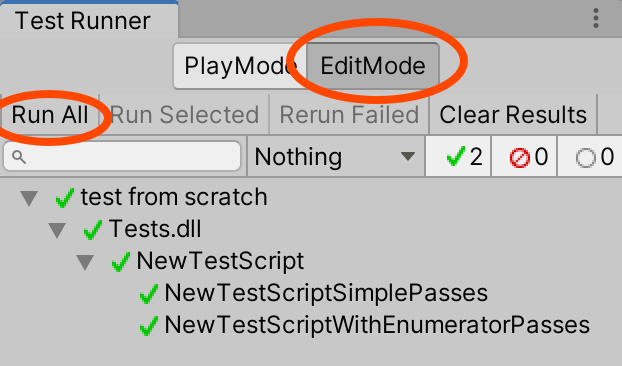 Test Runner
PlayMode EditMode
Run All Run Selected Rerun Failed Clear Results
Nothing 2 0 0
test from scratch
Tests.dll
NewTestScript
NewTestScriptSimplePasses
NewTestScriptWithEnumeratorPasses